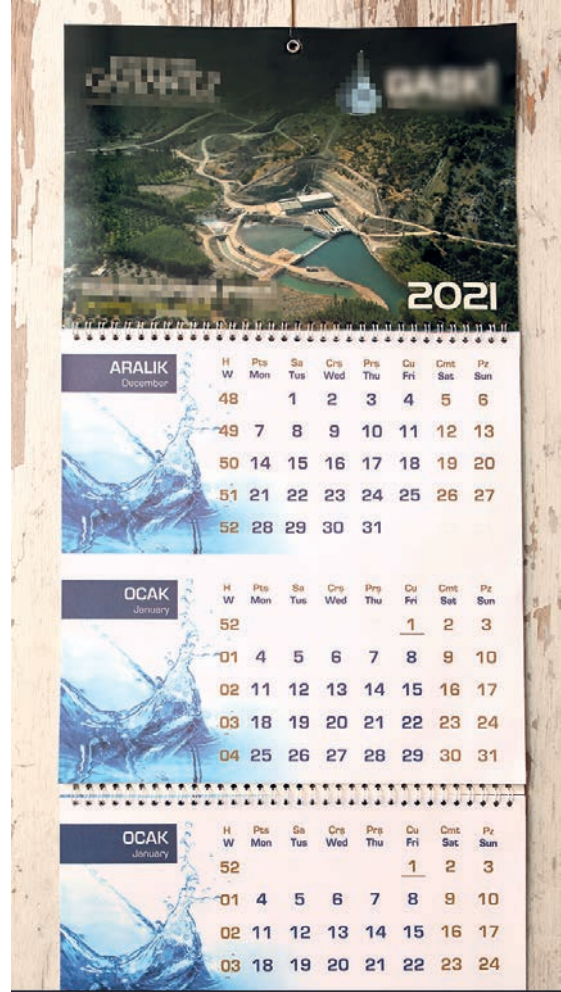 GASKİ
2021
ARALIK
December
H Pts Sa Crş Prş Cu Cmt Pz
W Mon Tus Wed Thu Fri Sat Sun
48 1 2 3 4 5 6
49 7 8 9 10 11 12 13
50 14 15 16 17 18 19 20
51 21 22 23 24 25 26 27
52 28 29 30 31
OCAK
January
H Pts Sa Crş Prş Cu Cmt Pz
W Mon Tus Wed Thu Fri Sat Sun
52 1 2 3
01 4 5 6 7 8 9 10
02 11 12 13 14 15 16 17
03 18 19 20 21 22 23 24
04 25 26 27 28 29 30 31
OCAK
January
H Pts Sa Crş Prş Cu Cmt Pz
W Mon Tus Wed Thu Fri Sat Sun
52 1 2 3
01 4 5 6 7 8 9 10
02 11 12 13 14 15 16 17
03 18 19 20 21 22 23 24